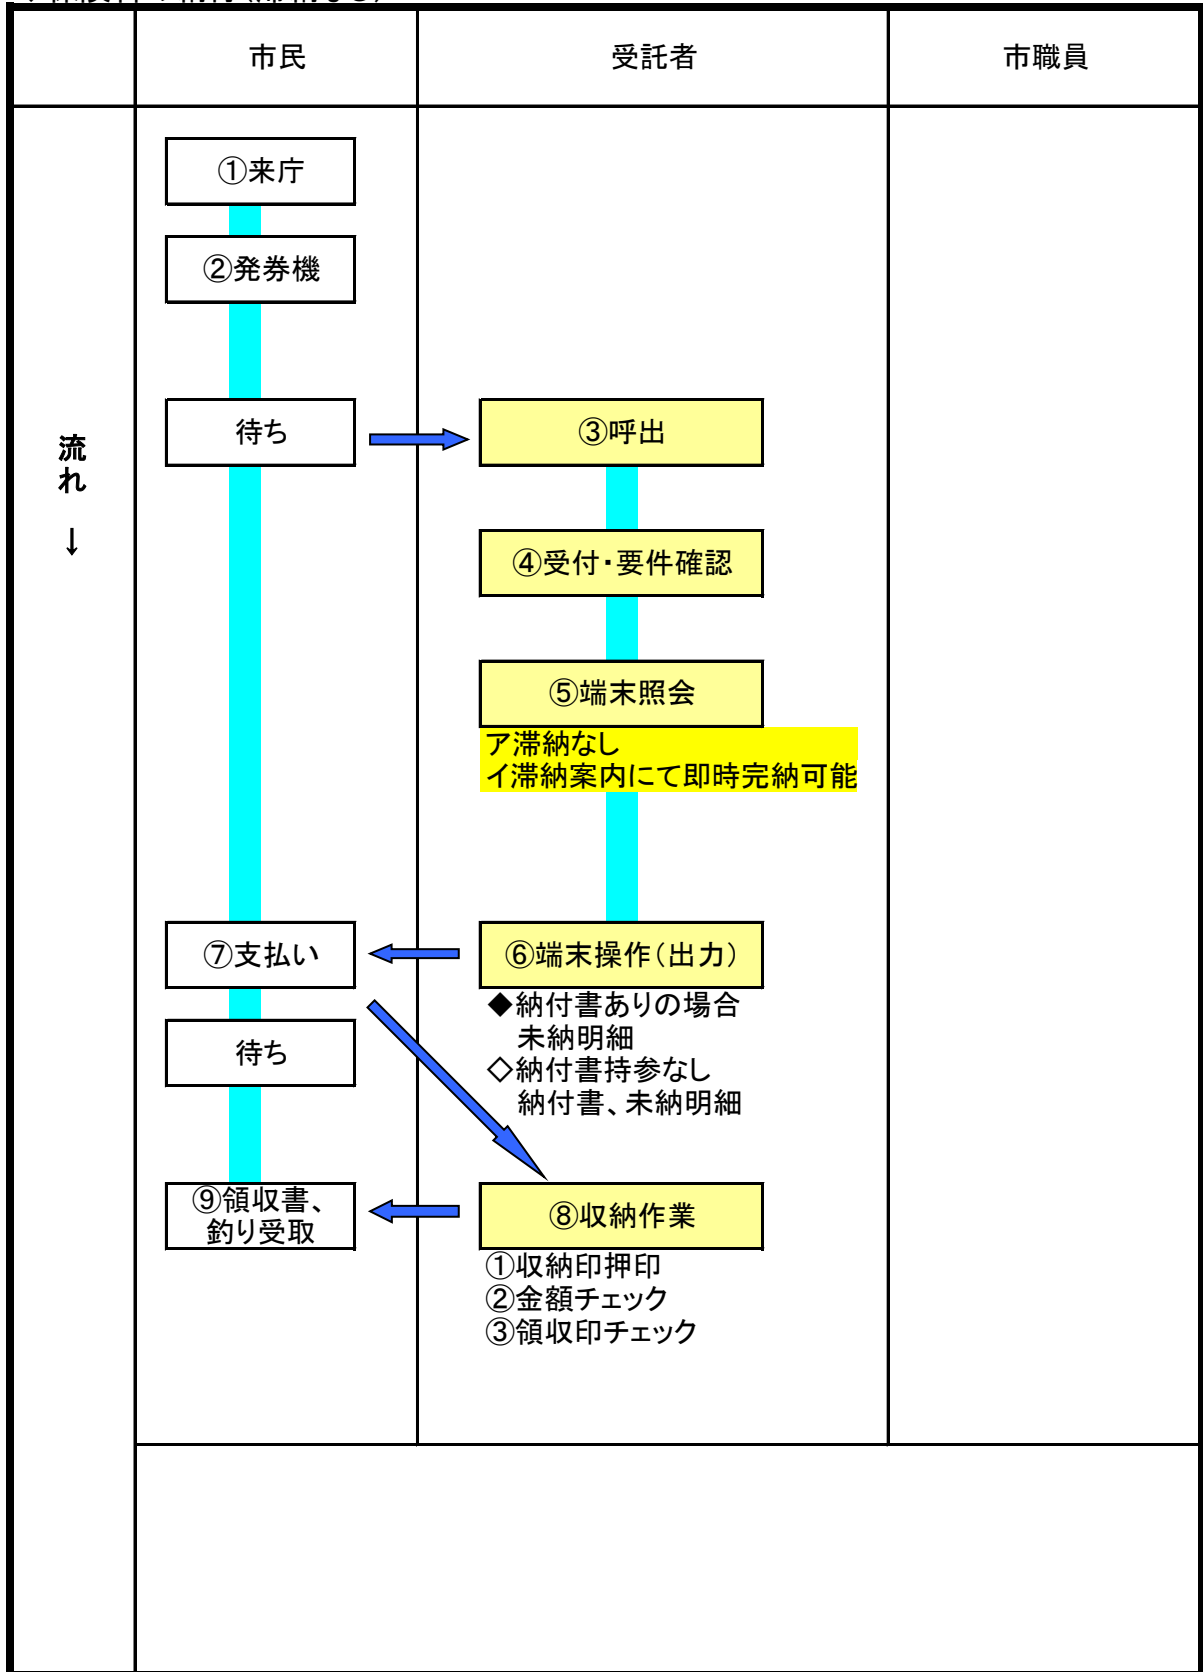 市民
受託者
市職員
①来庁
②発券機
待ち
③呼出
流れ
↓
④受付・要件確認
⑤端末照会
ア滞納なし
イ滞納案内にて即時完納可能
⑦支払い
⑥端末操作（出力）
◆納付書ありの場合
未納明細
待ち
◇納付書持参なし
納付書、未納明細
⑨領収書、
釣り受取
⑧収納作業
①収納印押印
②金額チェック
③領収印チェック